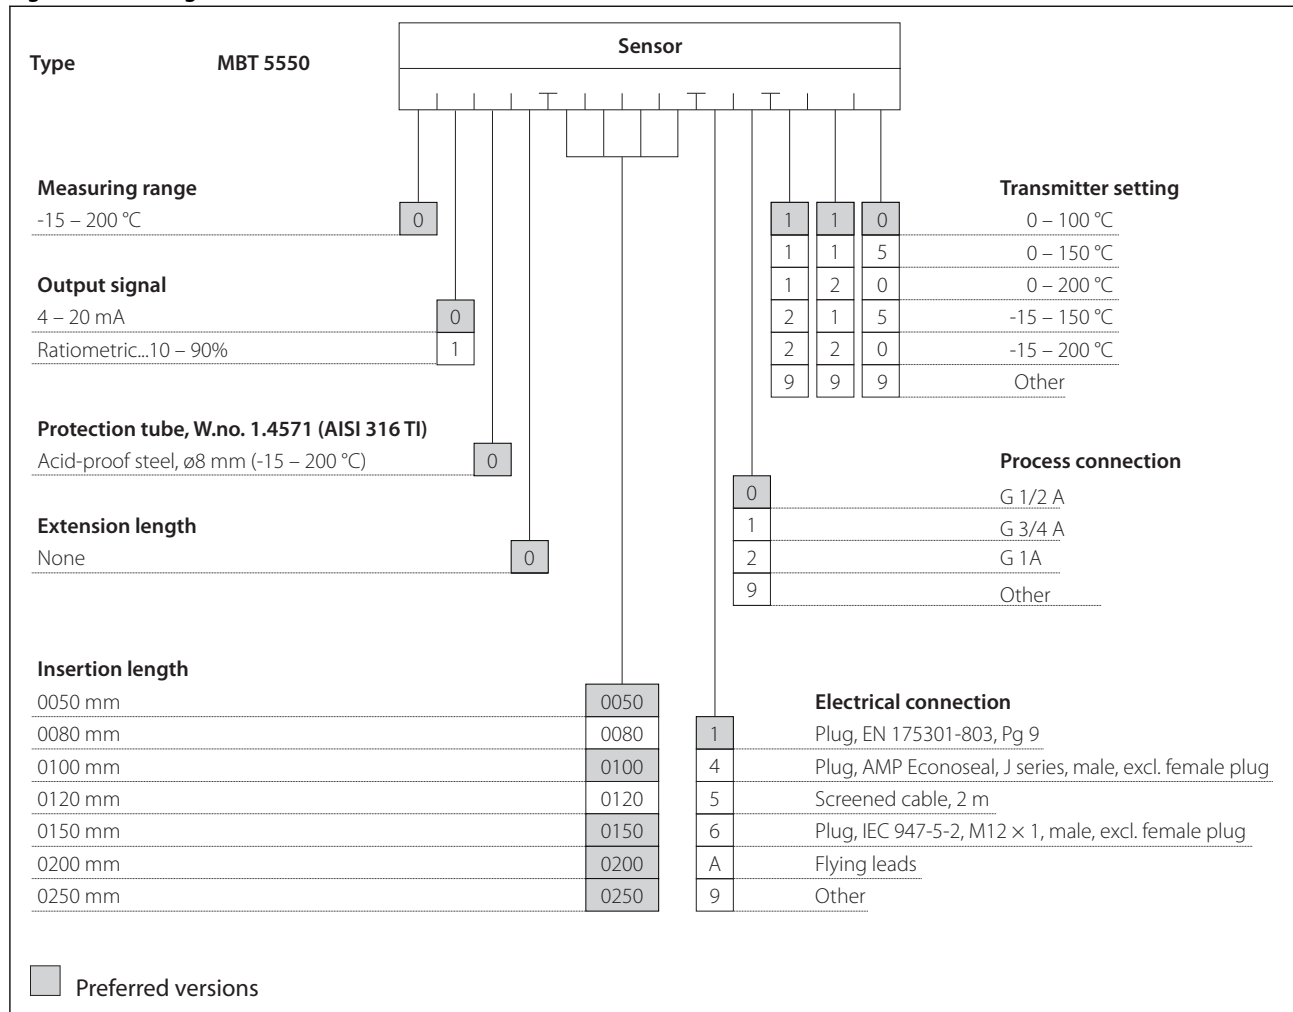 Type MBT 5550 Sensor
Measuring range
-15 – 200 °C 0
Output signal
4 – 20 mA 0
Ratiometric...10 – 90% 1
Protection tube, W.no. 1.4571 (AISI 316 TI)
Acid-proof steel, ø8 mm (-15 – 200 °C) 0
Extension length
None 0
Insertion length
0050 mm 0050
0080 mm 0080
0100 mm 0100
0120 mm 0120
0150 mm 0150
0200 mm 0200
0250 mm 0250
Transmitter setting
1 1 0 0 – 100 °C
1 1 5 0 – 150 °C
1 2 0 0 – 200 °C
2 1 5 -15 – 150 °C
2 2 0 -15 – 200 °C
9 9 9 Other
Process connection
0 G 1/2 A
1 G 3/4 A
2 G 1A
9 Other
Electrical connection
1 Plug, EN 175301-803, Pg 9
4 Plug, AMP Econoseal, J series, male, excl. female plug
5 Screened cable, 2 m
6 Plug, IEC 947-5-2, M12 × 1, male, excl. female plug
A Flying leads
9 Other
Preferred versions